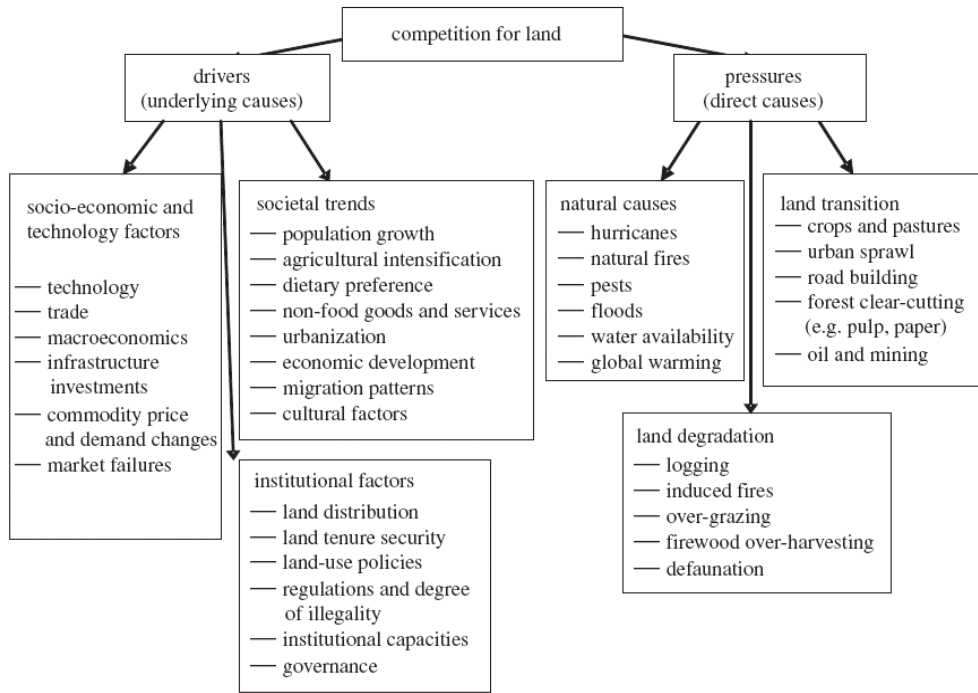 competition for land
drivers
(underlying causes)
pressures
(direct causes)
socio-economic and
technology factors
— technology
— trade
— macroeconomics
— infrastructure
investments
— commodity price
and demand changes
— market failures
societal trends
— population growth
— agricultural intensification
— dietary preference
— non-food goods and services
— urbanization
— economic development
— migration patterns
— cultural factors
institutional factors
— land distribution
— land tenure security
— land-use policies
— regulations and degree
of illegality
— institutional capacities
— governance
natural causes
— hurricanes
— natural fires
— pests
— floods
— water availability
— global warming
land transition
— crops and pastures
— urban sprawl
— road building
— forest clear-cutting
(e.g. pulp, paper)
— oil and mining
land degradation
— logging
— induced fires
— over-grazing
— firewood over-harvesting
— defaunation